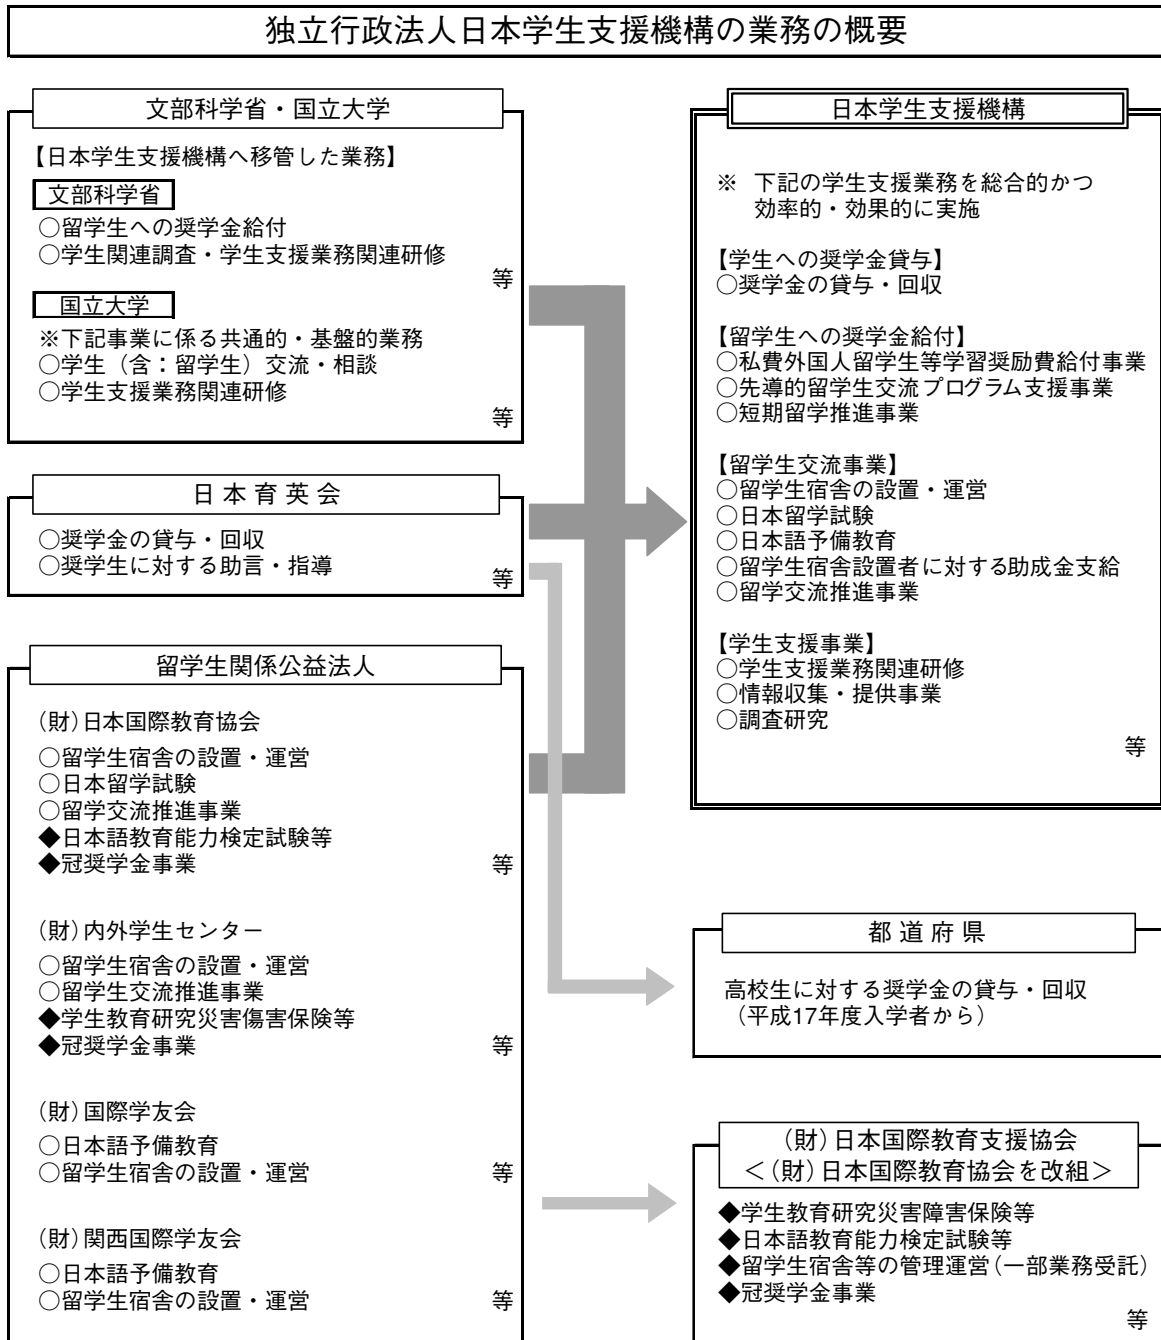 独立行政法人日本学生支援機構の業務の概要
文部科学省・国立大学
【日本学生支援機構へ移管した業務】
文部科学省
○留学生への奨学金給付
○学生関連調査・学生支援業務関連研修
等
国立大学
※下記事業に係る共通的・基盤的業務
○学生（含：留学生）交流・相談
○学生支援業務関連研修
等
日本育英会
○奨学金の貸与・回収
○奨学生に対する助言・指導
等
留学生関係公益法人
（財）日本国際教育協会
○留学生宿舎の設置・運営
○日本留学試験
○留学交流推進事業
◆日本語教育能力検定試験等
◆冠奨学金事業
等
（財）内外学生センター
○留学生宿舎の設置・運営
○留学生交流推進事業
◆学生教育研究災害傷害保険等
◆冠奨学金事業
等
（財）国際学友会
○日本語予備教育
○留学生宿舎の設置・運営
等
（財）関西国際学友会
○日本語予備教育
○留学生宿舎の設置・運営
等
日本学生支援機構
※　下記の学生支援業務を総合的かつ
効率的・効果的に実施
【学生への奨学金貸与】
○奨学金の貸与・回収
【留学生への奨学金給付】
○私費外国人留学生等学習奨励費給付事業
○先導的留学生交流プログラム支援事業
○短期留学推進事業
【留学生交流事業】
○留学生宿舎の設置・運営
○日本留学試験
○日本語予備教育
○留学生宿舎設置者に対する助成金支給
○留学交流推進事業
【学生支援事業】
○学生支援業務関連研修
○情報収集・提供事業
○調査研究
等
都道府県
高校生に対する奨学金の貸与・回収
（平成17年度入学者から）
（財）日本国際教育支援協会
＜（財）日本国際教育協会を改組＞
◆学生教育研究災害障害保険等
◆日本語教育能力検定試験等
◆留学生宿舎等の管理運営（一部業務受託）
◆冠奨学金事業
等